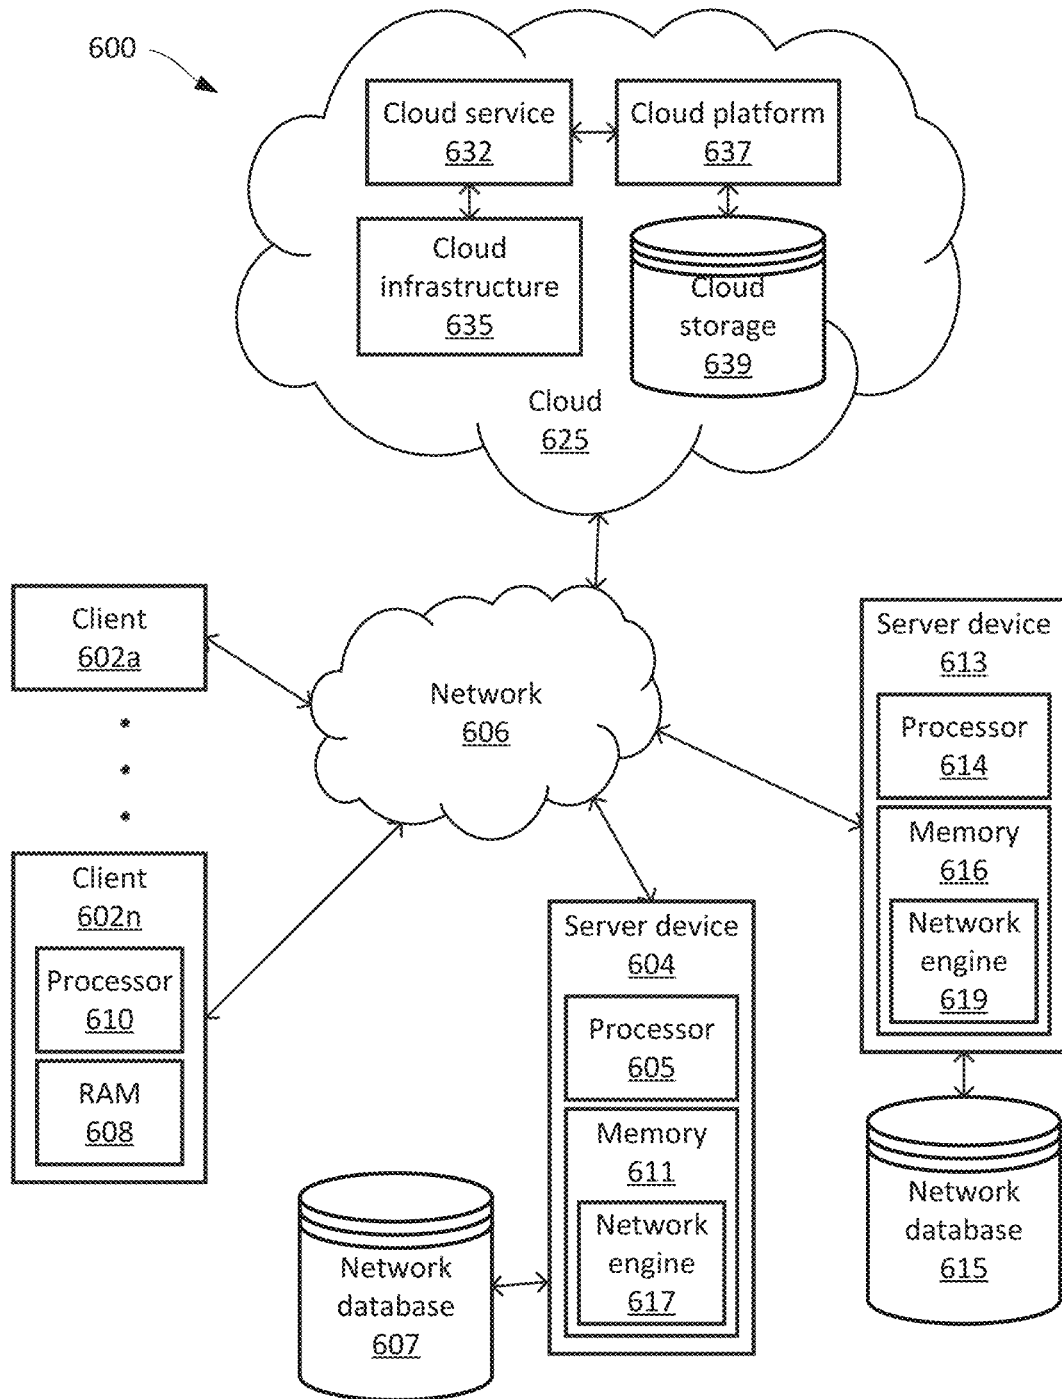 600
Cloud service
632
Cloud platform
637
Cloud
infrastructure
635
Cloud
storage
639
Cloud
625
Client
602a
Network
606
Server device
613
Processor
614
Memory
616
Network
engine
619
Client
602n
Processor
610
RAM
608
Server device
604
Processor
605
Memory
611
Network
engine
617
Network
database
607
Network
database
615